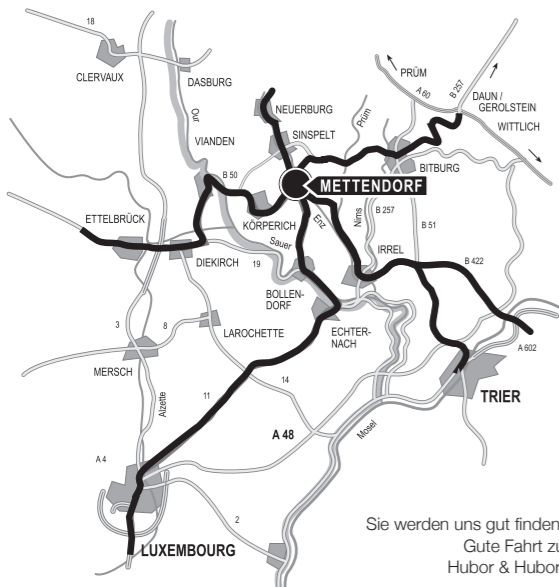 18
CLERVAUX
DASBURG
Our
VIANDEN
NEUERBURG
SINSPELT
Prüm
PRÜM
A 60
B 257
DAUN /
GEROLSTEIN
WITTLICH
BITBURG
B 50
METTENDORF
ETTELBRÜCK
KÖRPERICH
Enz
Nims
B 257
B 51
Sauer
DIEKIRCH
19
IRREL
B 422
BOLLEN-
DORF
3
8
LAROCHETTE
ECHTER-
NACH
A 602
MERSCH
11
14
Alzette
TRIER
A 48
Mosel
A 4
2
LUXEMBOURG
Sie werden uns gut finden.
Gute Fahrt zu
Hubor & Hubor.